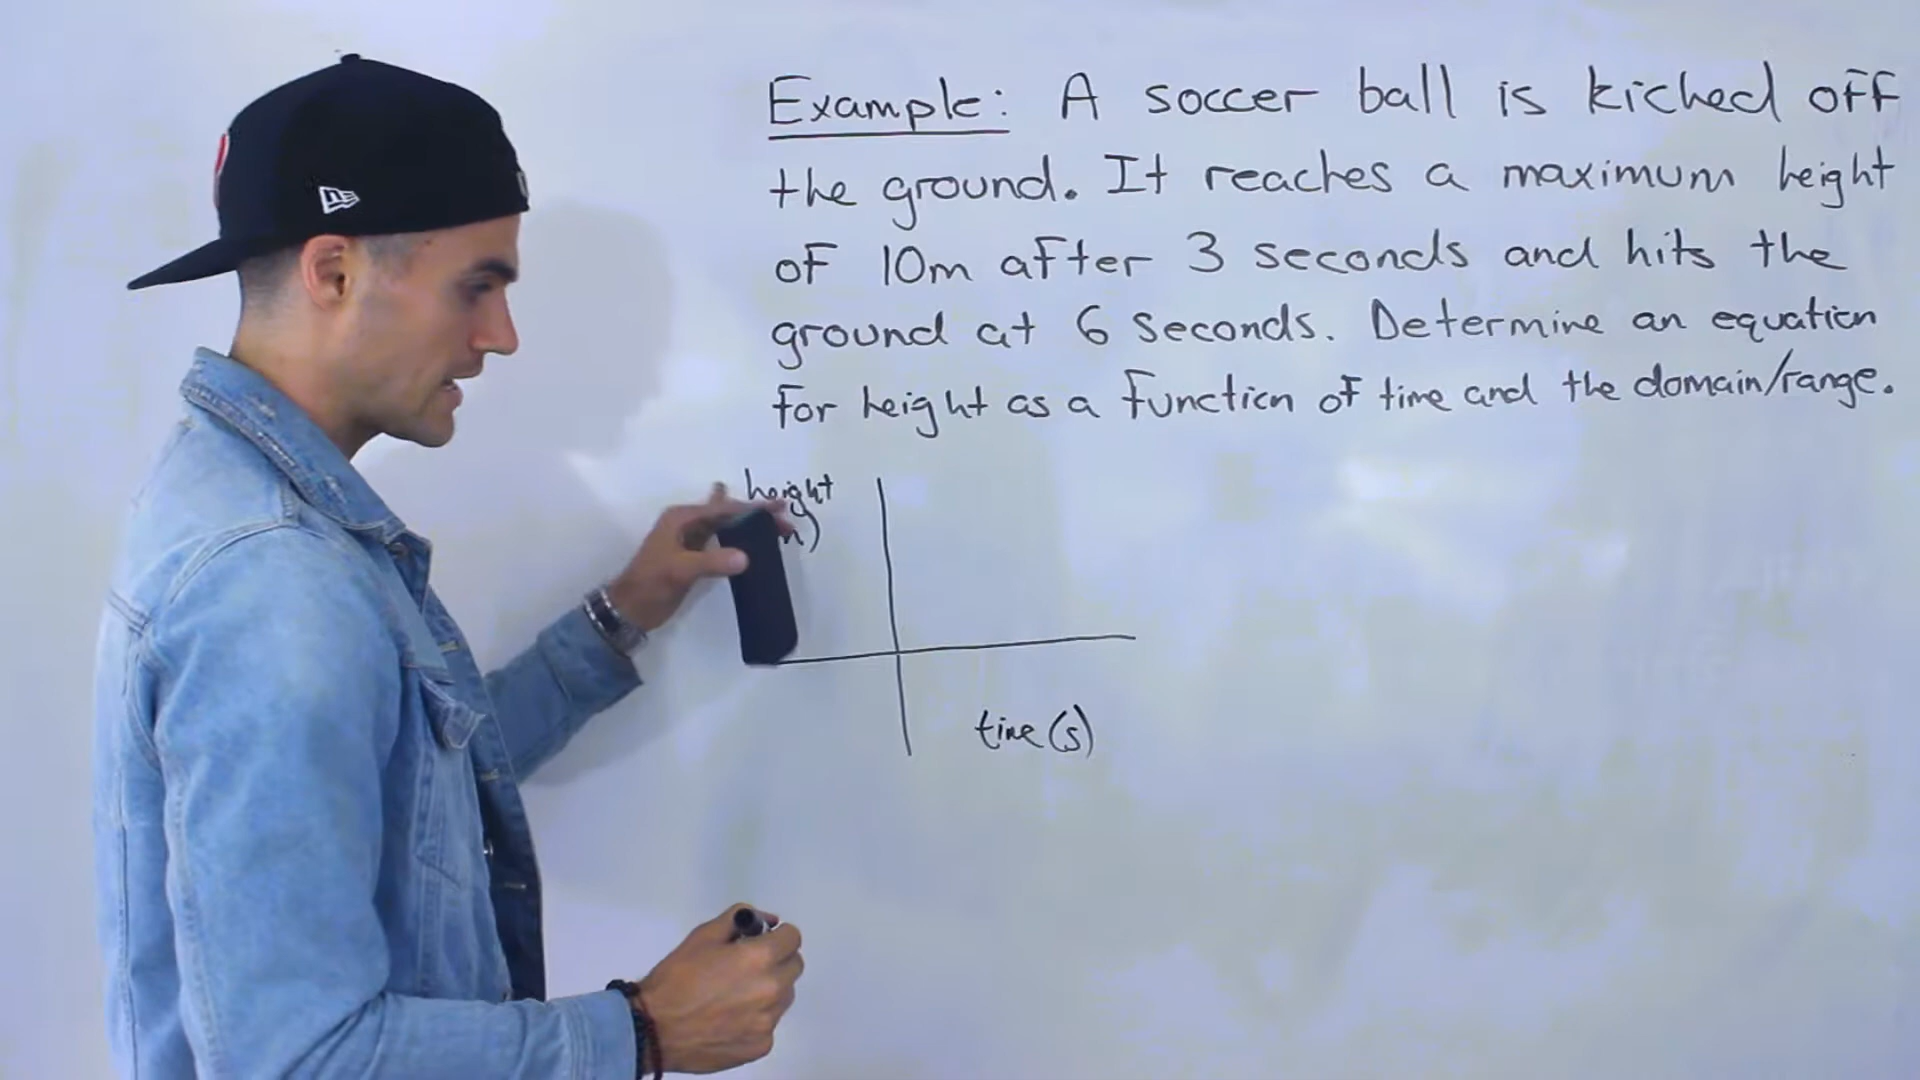 Example: A soccer ball is kicked off
the ground. It reaches a maximum height
of 10m after 3 seconds and hits the
ground at 6 seconds. Determine an equation
for height as a function of time and the domain/range.
height
time (s)